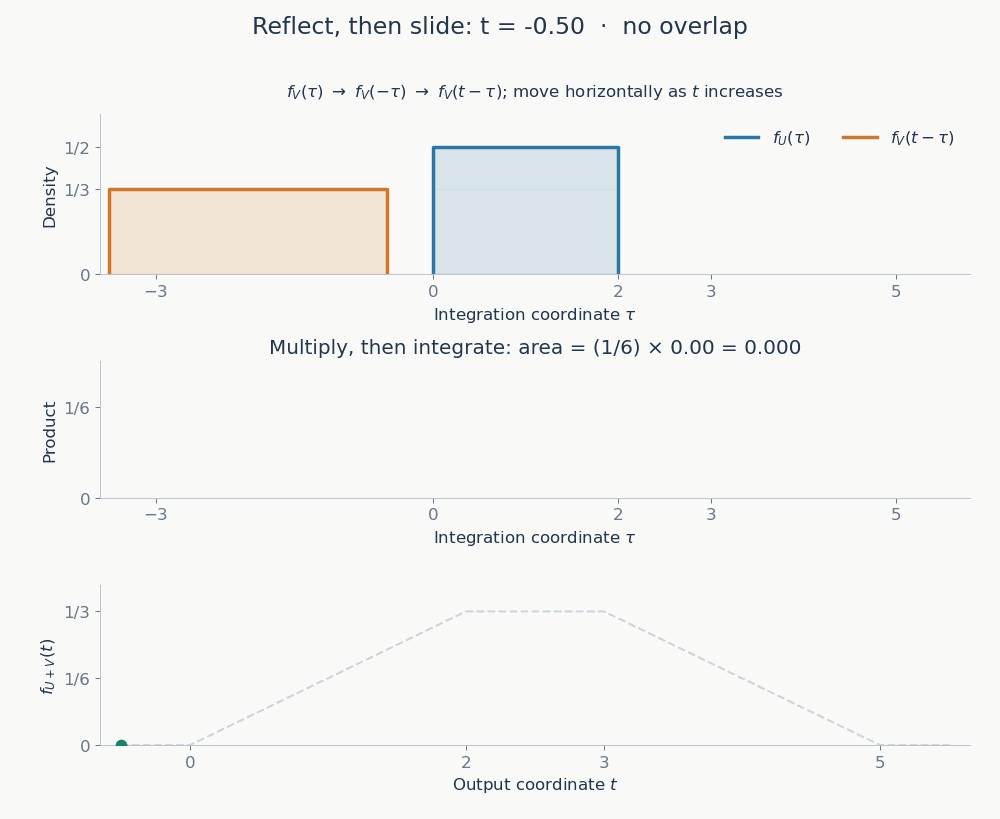 Reflect, then slide: t = -0.50 · no overlap
f_V(τ) → f_V(−τ) → f_V(t − τ); move horizontally as t increases
f_U(τ) f_V(t − τ)
Density
1/2
1/3
0
−3 0 2 3 5
Integration coordinate τ
Multiply, then integrate: area = (1/6) × 0.00 = 0.000
Product
1/6
0
−3 0 2 3 5
Integration coordinate τ
f_{U+V}(t)
1/3
1/6
0
0 2 3 5
Output coordinate t